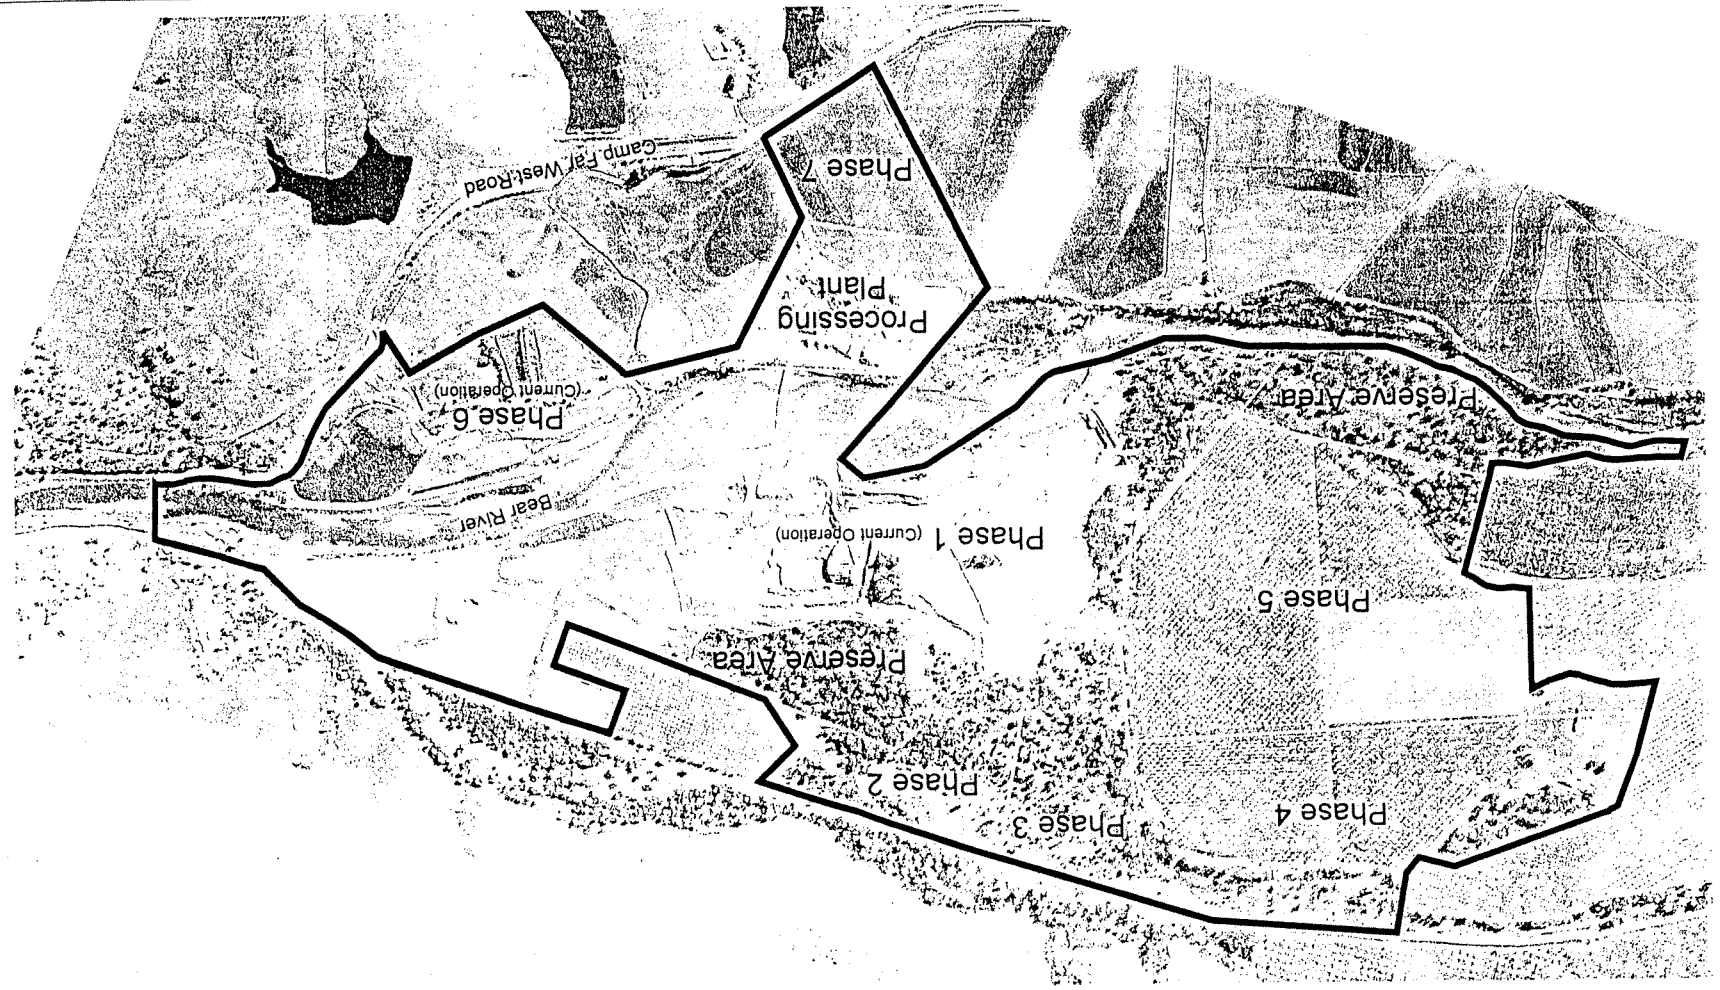 Phase 4
Phase 3
Phase 2
Preserve Area
Phase 5
Phase 1 (Current Operation)
Bear River
Phase 6
(Current Operation)
Preserve Area
Processing
Plant
Phase 7
Camp Far West Road